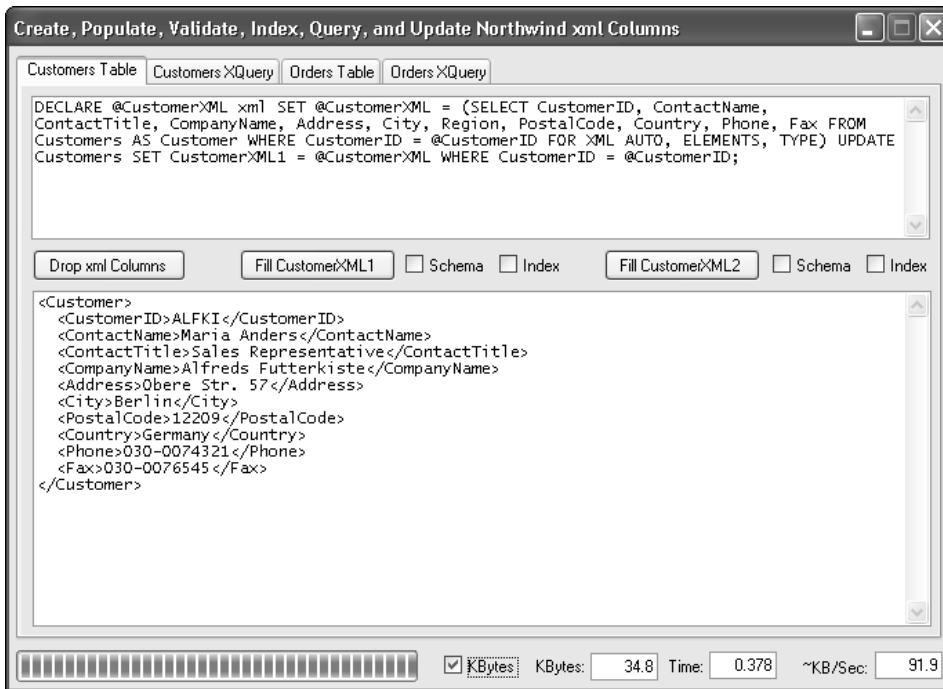 Create, Populate, Validate, Index, Query, and Update Northwind xml Columns
Customers Table Customers XQuery Orders Table Orders XQuery
DECLARE @CustomerXML xml SET @CustomerXML = (SELECT CustomerID, ContactName,
ContactTitle, CompanyName, Address, City, Region, PostalCode, Country, Phone, Fax FROM
Customers AS Customer WHERE CustomerID = @CustomerID FOR XML AUTO, ELEMENTS, TYPE) UPDATE
Customers SET CustomerXML1 = @CustomerXML WHERE CustomerID = @CustomerID;
Drop xml Columns Fill CustomerXML1 Schema Index Fill CustomerXML2 Schema Index
<Customer>
  <CustomerID>ALFKI</CustomerID>
  <ContactName>Maria Anders</ContactName>
  <ContactTitle>Sales Representative</ContactTitle>
  <CompanyName>Alfreds Futterkiste</CompanyName>
  <Address>Obere Str. 57</Address>
  <City>Berlin</City>
  <PostalCode>12209</PostalCode>
  <Country>Germany</Country>
  <Phone>030-0074321</Phone>
  <Fax>030-0076545</Fax>
</Customer>
KBytes KBytes: 34.8 Time: 0.378 ~KB/Sec: 91.9